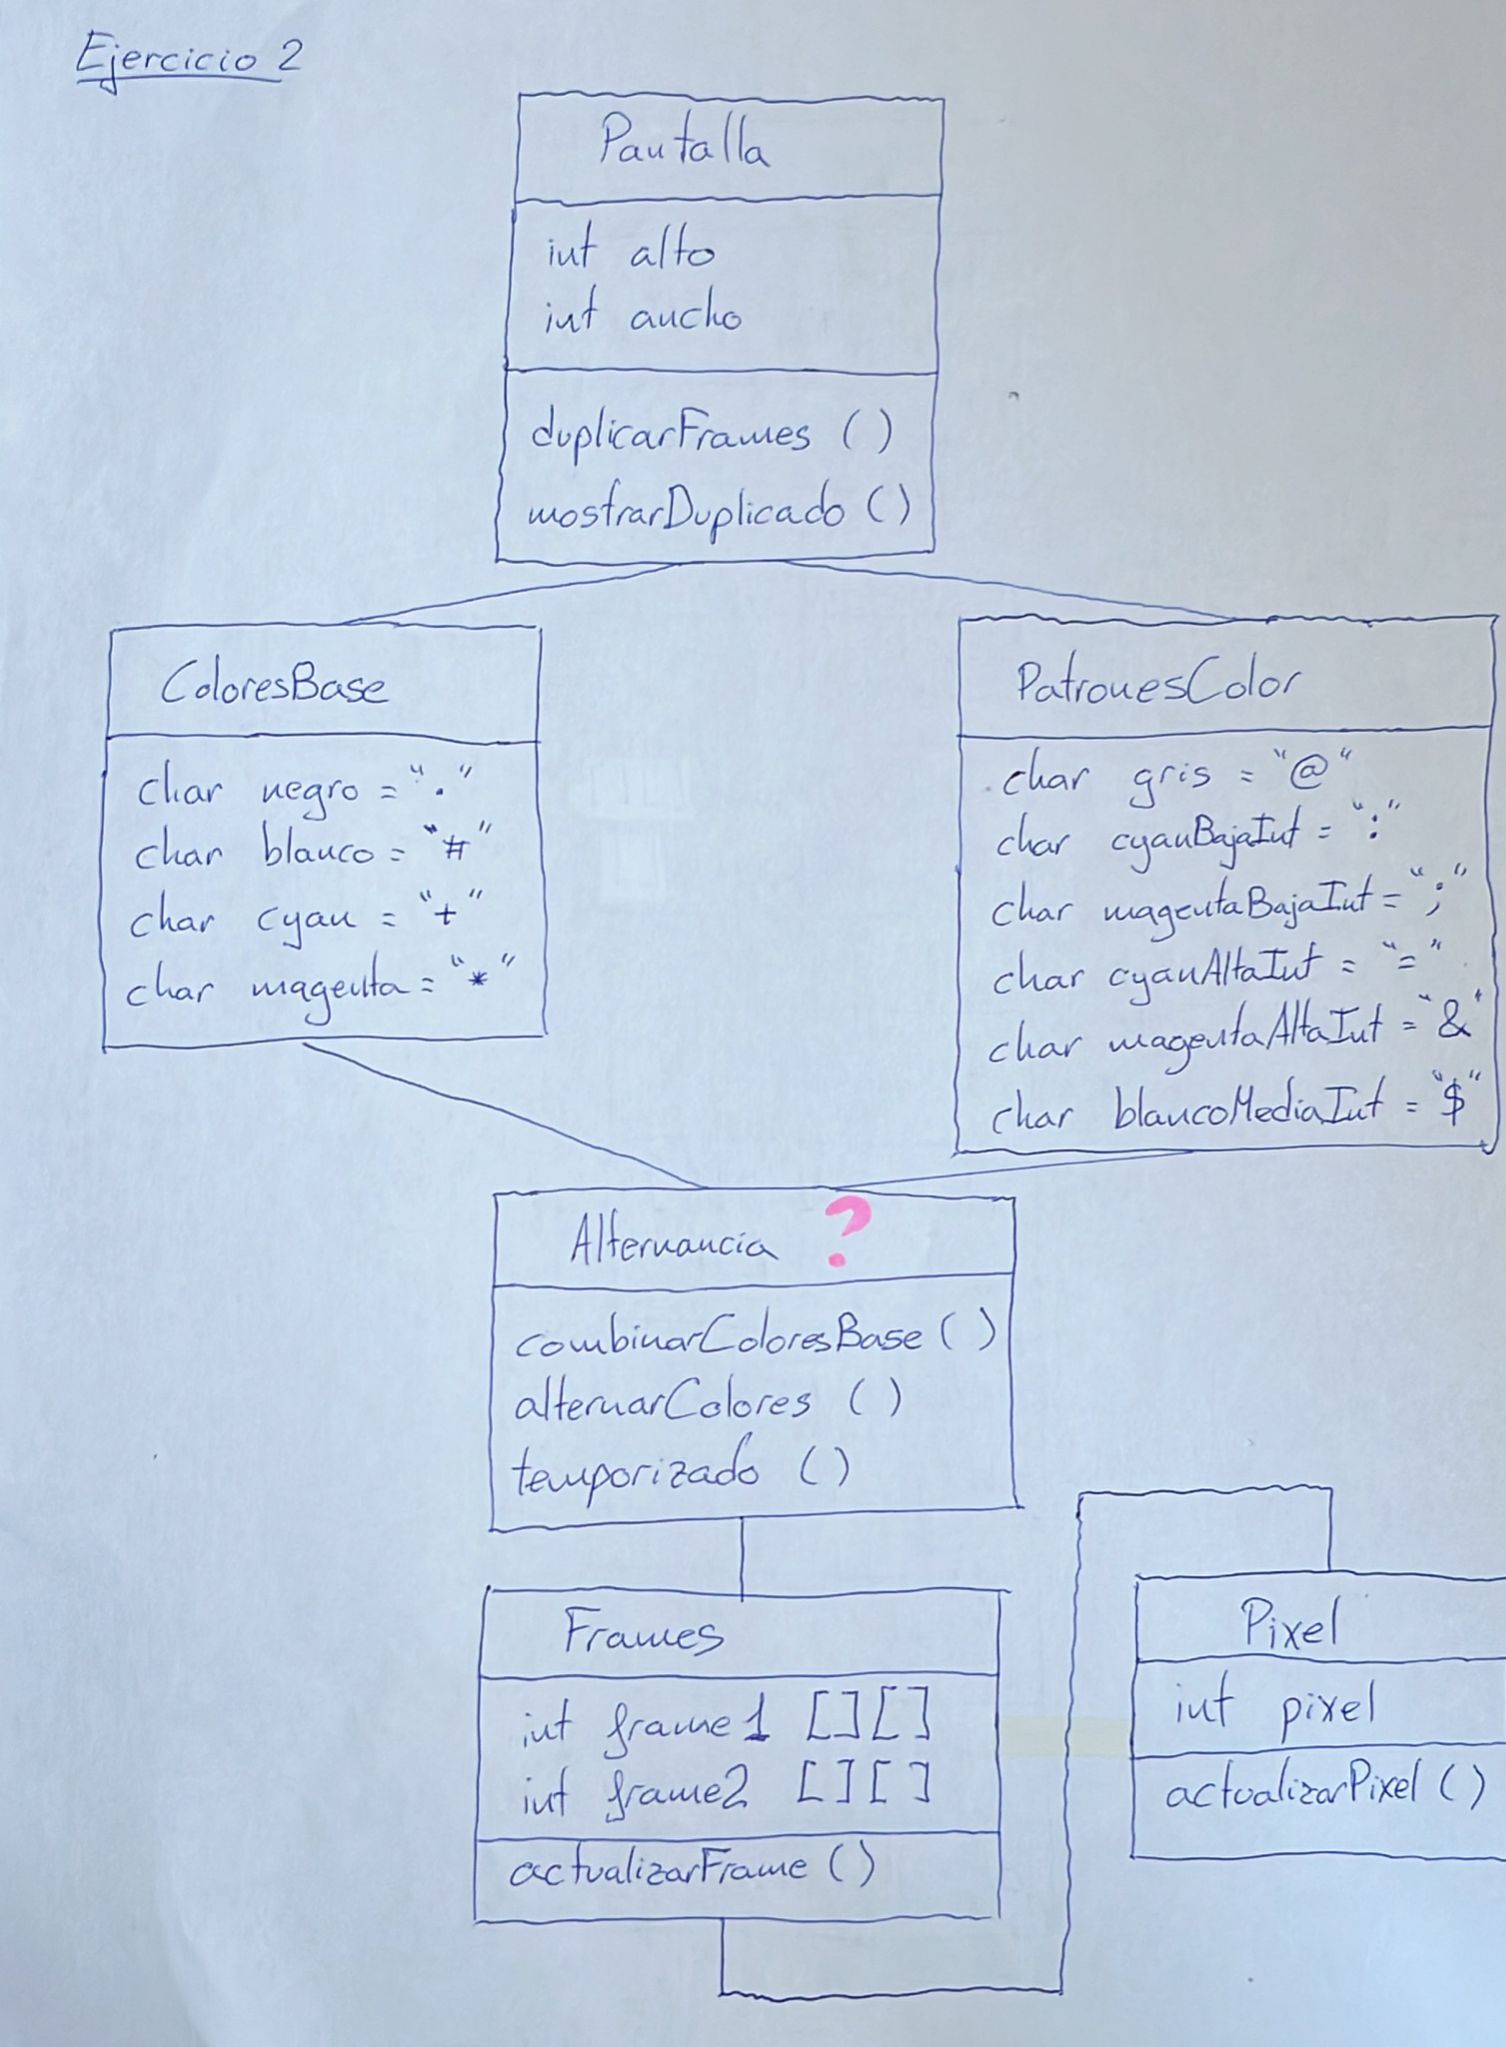 Ejercicio 2
Pantalla
int alto
int ancho
duplicarFrames ()
mostrarDuplicado ()
ColoresBase
char negro = "."
char blanco = "#"
char cyan = "+"
char magenta = "*"
PatronesColor
char gris = "@"
char cyanBajaInt = ":"
char magentaBajaInt = ";"
char cyanAltaInt = "="
char magentaAltaInt = "&"
char blancoMediaInt = "$"
Alternancia ?
combinarColoresBase ()
alternarColores ()
temporizado ()
Frames
int frame1 [][]
int frame2 [][]
actualizarFrame ()
Pixel
int pixel
actualizarPixel ()